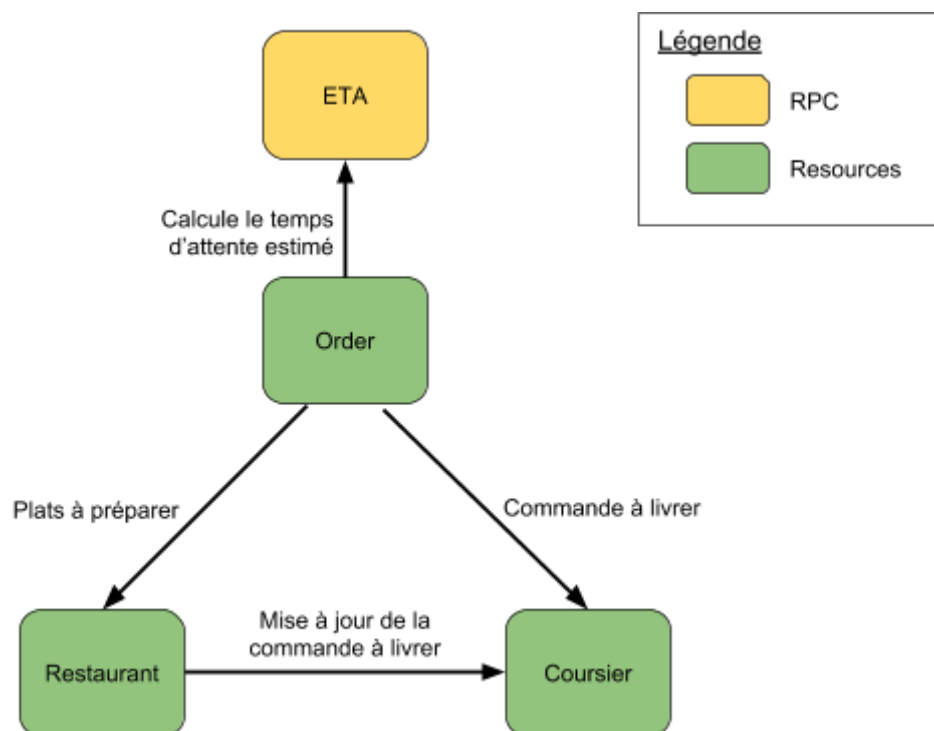 Légende
RPC
Resources
ETA
Calcule le temps
d'attente estimé
Order
Plats à préparer
Commande à livrer
Mise à jour de la
commande à livrer
Restaurant
Coursier